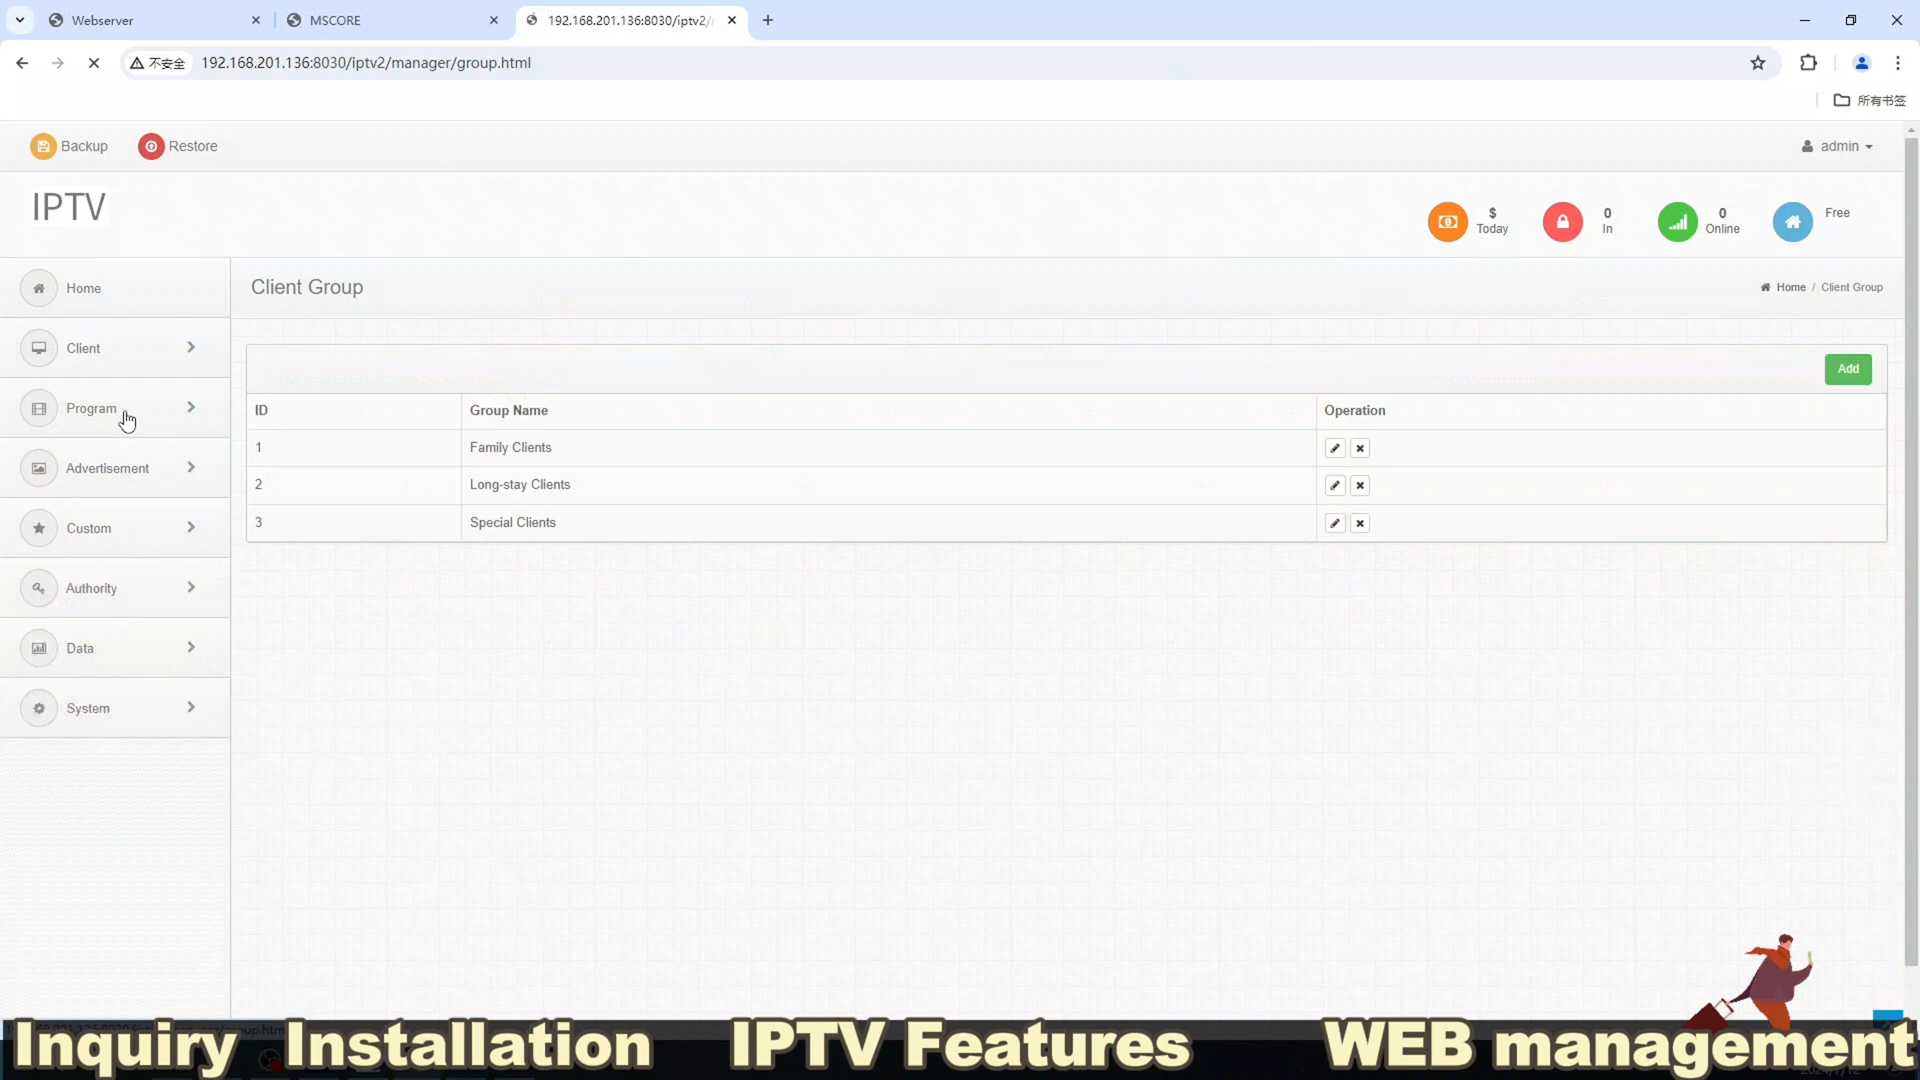 Webserver
MSCORE
192.168.201.136:8030/iptv2/
不安全
192.168.201.136:8030/iptv2/manager/group.html
所有书签
Backup
Restore
admin
IPTV
$
Today
0
In
0
Online
Free
Home
Client Group
Home / Client Group
Client
Program
Advertisement
Custom
Authority
Data
System
Add
ID Group Name Operation
1 Family Clients
2 Long-stay Clients
3 Special Clients
Inquiry Installation IPTV Features WEB management